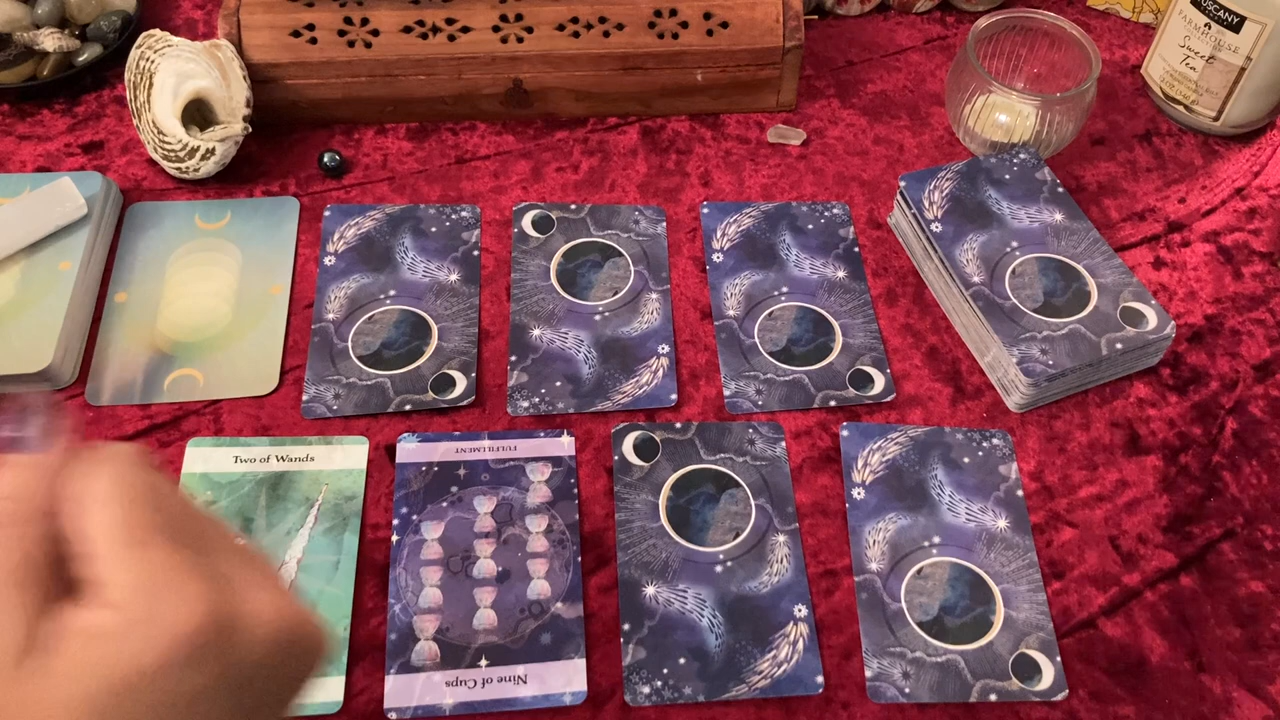 TUSCANY
FARMHOUSE
Sweet
Tea
Two of Wands
FULFILLMENT
Nine of Cups